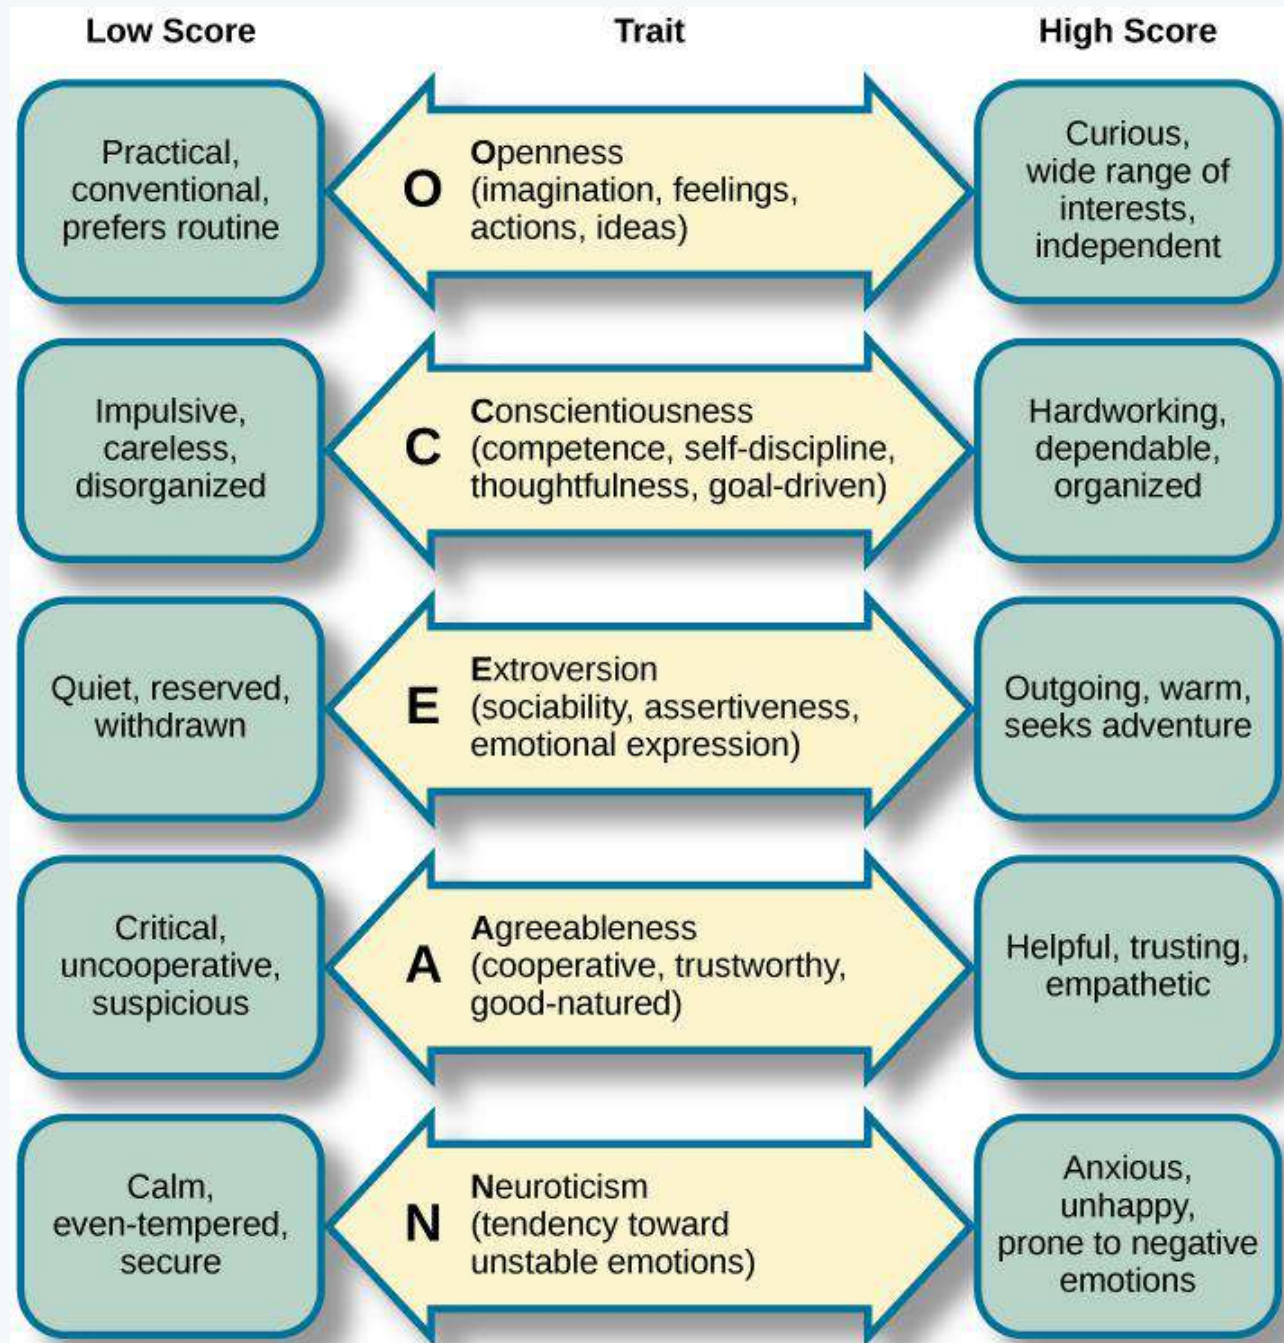 Low Score
Trait
High Score
Practical,
conventional,
prefers routine
O
Openness
(imagination, feelings,
actions, ideas)
Curious,
wide range of
interests,
independent
Impulsive,
careless,
disorganized
C
Conscientiousness
(competence, self-discipline,
thoughtfulness, goal-driven)
Hardworking,
dependable,
organized
Quiet, reserved,
withdrawn
E
Extroversion
(sociability, assertiveness,
emotional expression)
Outgoing, warm,
seeks adventure
Critical,
uncooperative,
suspicious
A
Agreeableness
(cooperative, trustworthy,
good-natured)
Helpful, trusting,
empathetic
Calm,
even-tempered,
secure
N
Neuroticism
(tendency toward
unstable emotions)
Anxious,
unhappy,
prone to negative
emotions